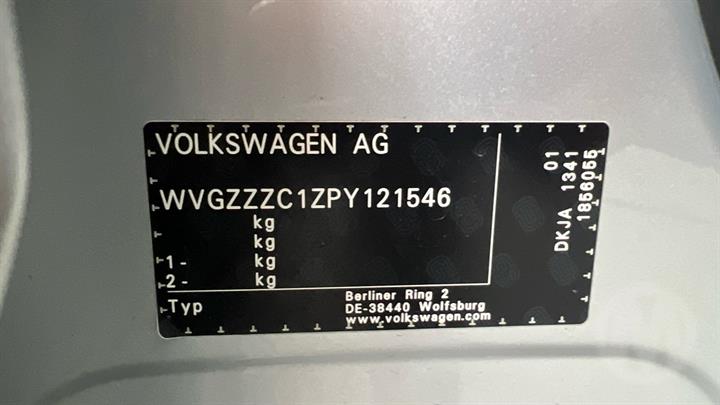 VOLKSWAGEN AG
WVGZZZC1ZPY121546
kg
kg
1- kg
2- kg
Typ
Berliner Ring 2
DE-38440 Wolfsburg
www.volkswagen.com
01
DKJA 1341
1856055